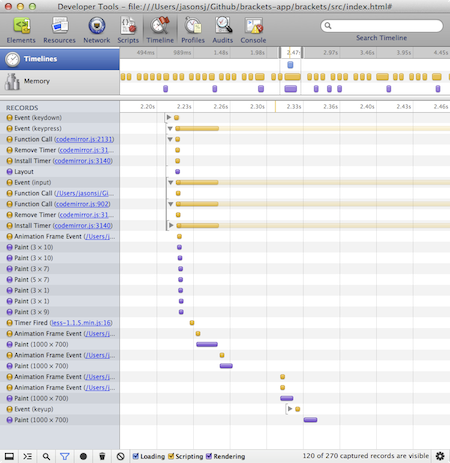 Developer Tools - file:///Users/jasonsj/Github/brackets-app/brackets/src/index.html#
Elements Resources Network Scripts Timeline Profiles Audits Console Search Timeline
494ms 989ms 2.47s 2.97s 3.46s 3.95s 4.45s
Timelines
Memory
RECORDS 2.20s 2.23s 2.26s 2.29s 2.33s 2.36s 2.39s 2.42s 2.46s
Event (keydown)
Event (keypress)
Function Call (codemirror.js:2131)
Remove Timer (codemirror.js:31...
Install Timer (codemirror.js:3140)
Layout
Event (input)
Function Call (/Users/jasonsj/Gi...
Function Call (codemirror.js:902)
Remove Timer (codemirror.js:31...
Install Timer (codemirror.js:3140)
Animation Frame Event (/Users/j...
Paint (3 × 10)
Paint (3 × 10)
Paint (3 × 7)
Paint (5 × 7)
Paint (3 × 1)
Paint (3 × 1)
Paint (3 × 9)
Timer Fired (less-1.1.5.min.js:16)
Animation Frame Event (/Users/j...
Paint (1000 × 700)
Animation Frame Event (/Users/j...
Paint (1000 × 700)
Animation Frame Event (/Users/j...
Animation Frame Event (/Users/j...
Paint (1000 × 700)
Event (keyup)
Paint (1000 × 700)
Loading Scripting Rendering 120 of 270 captured records are visible